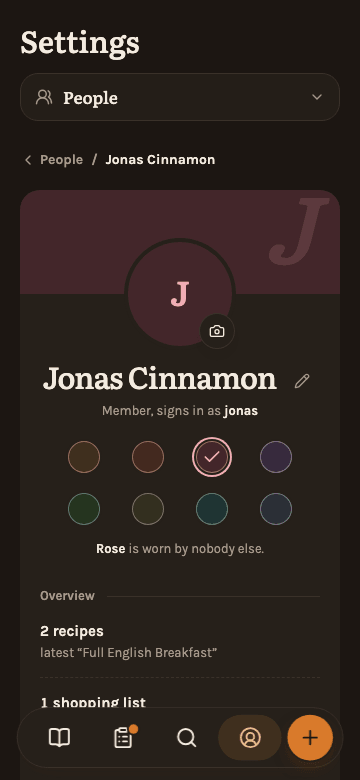 Settings
People
People / Jonas Cinnamon
J
J
Jonas Cinnamon
Member, signs in as jonas
Rose is worn by nobody else.
Overview
2 recipes
latest “Full English Breakfast”
1 shopping list